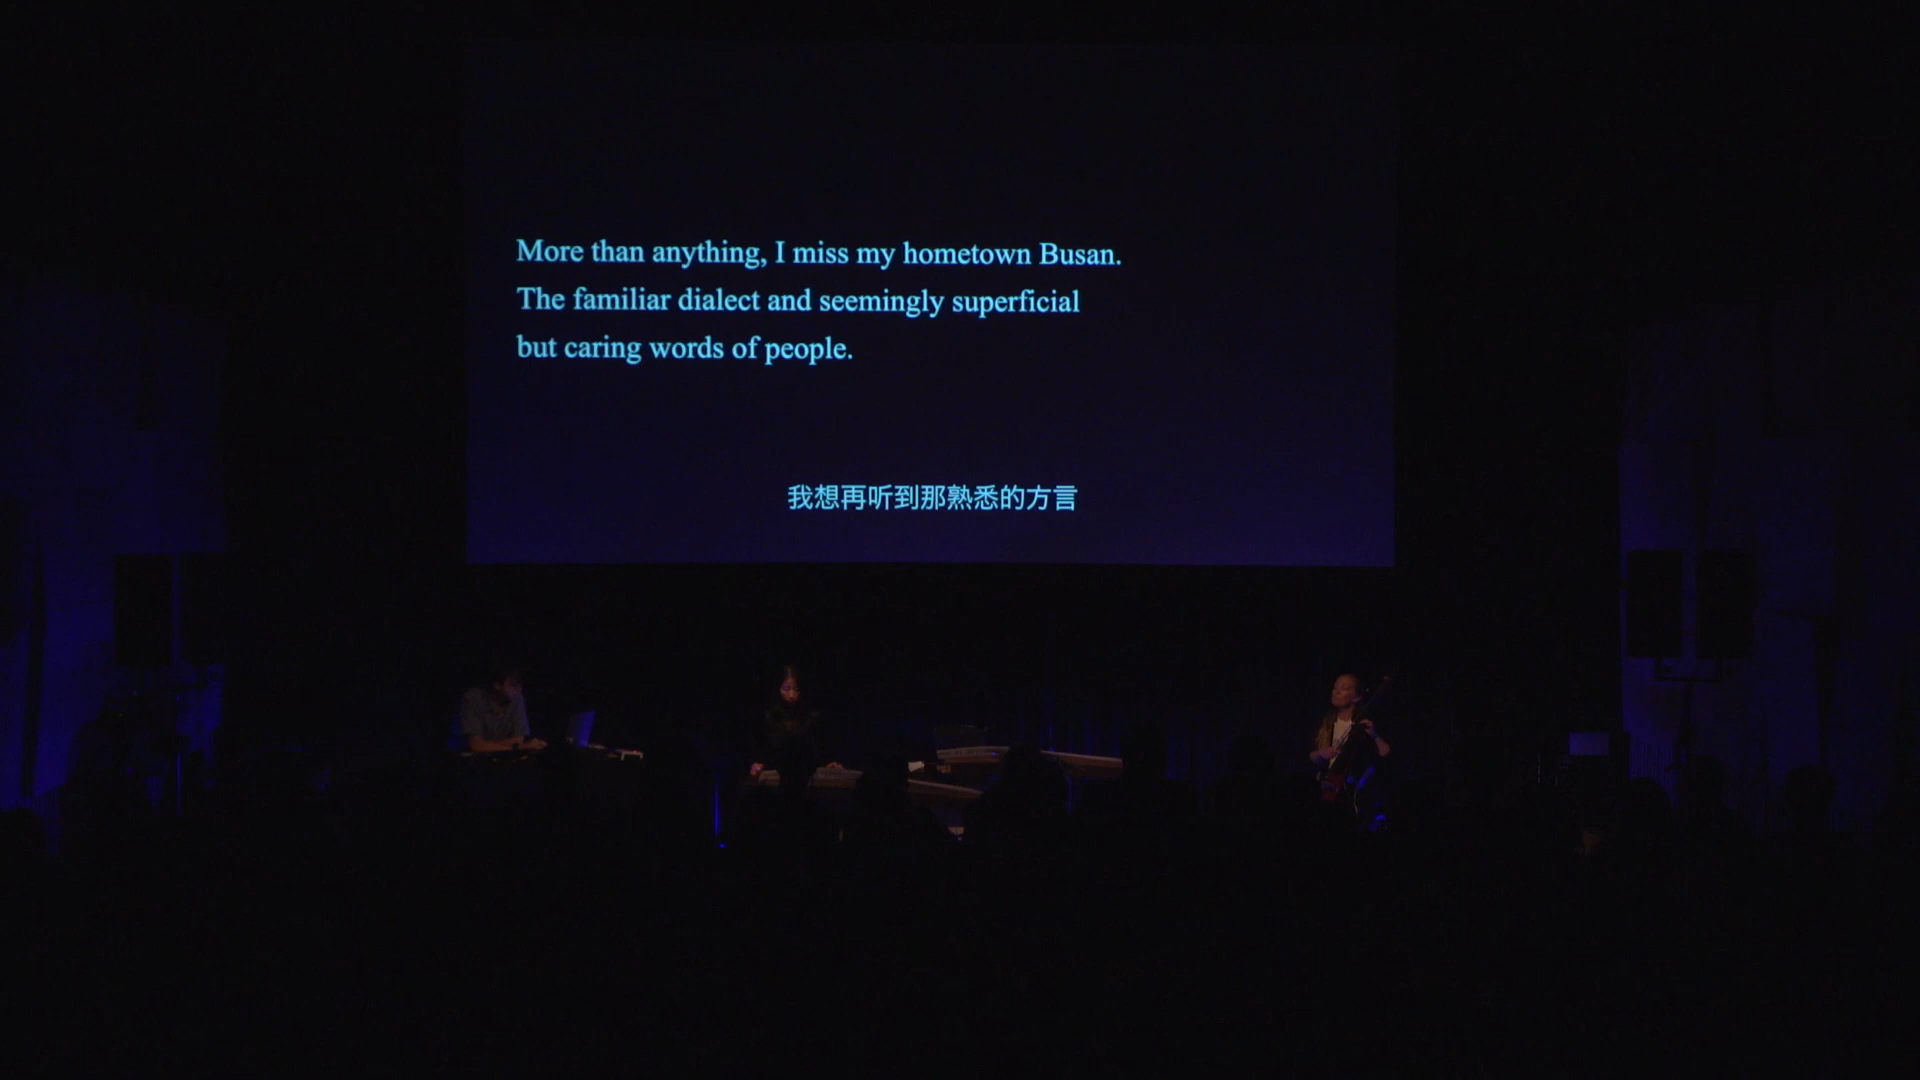 More than anything, I miss my hometown Busan.
The familiar dialect and seemingly superficial
but caring words of people.
我想再听到那熟悉的方言